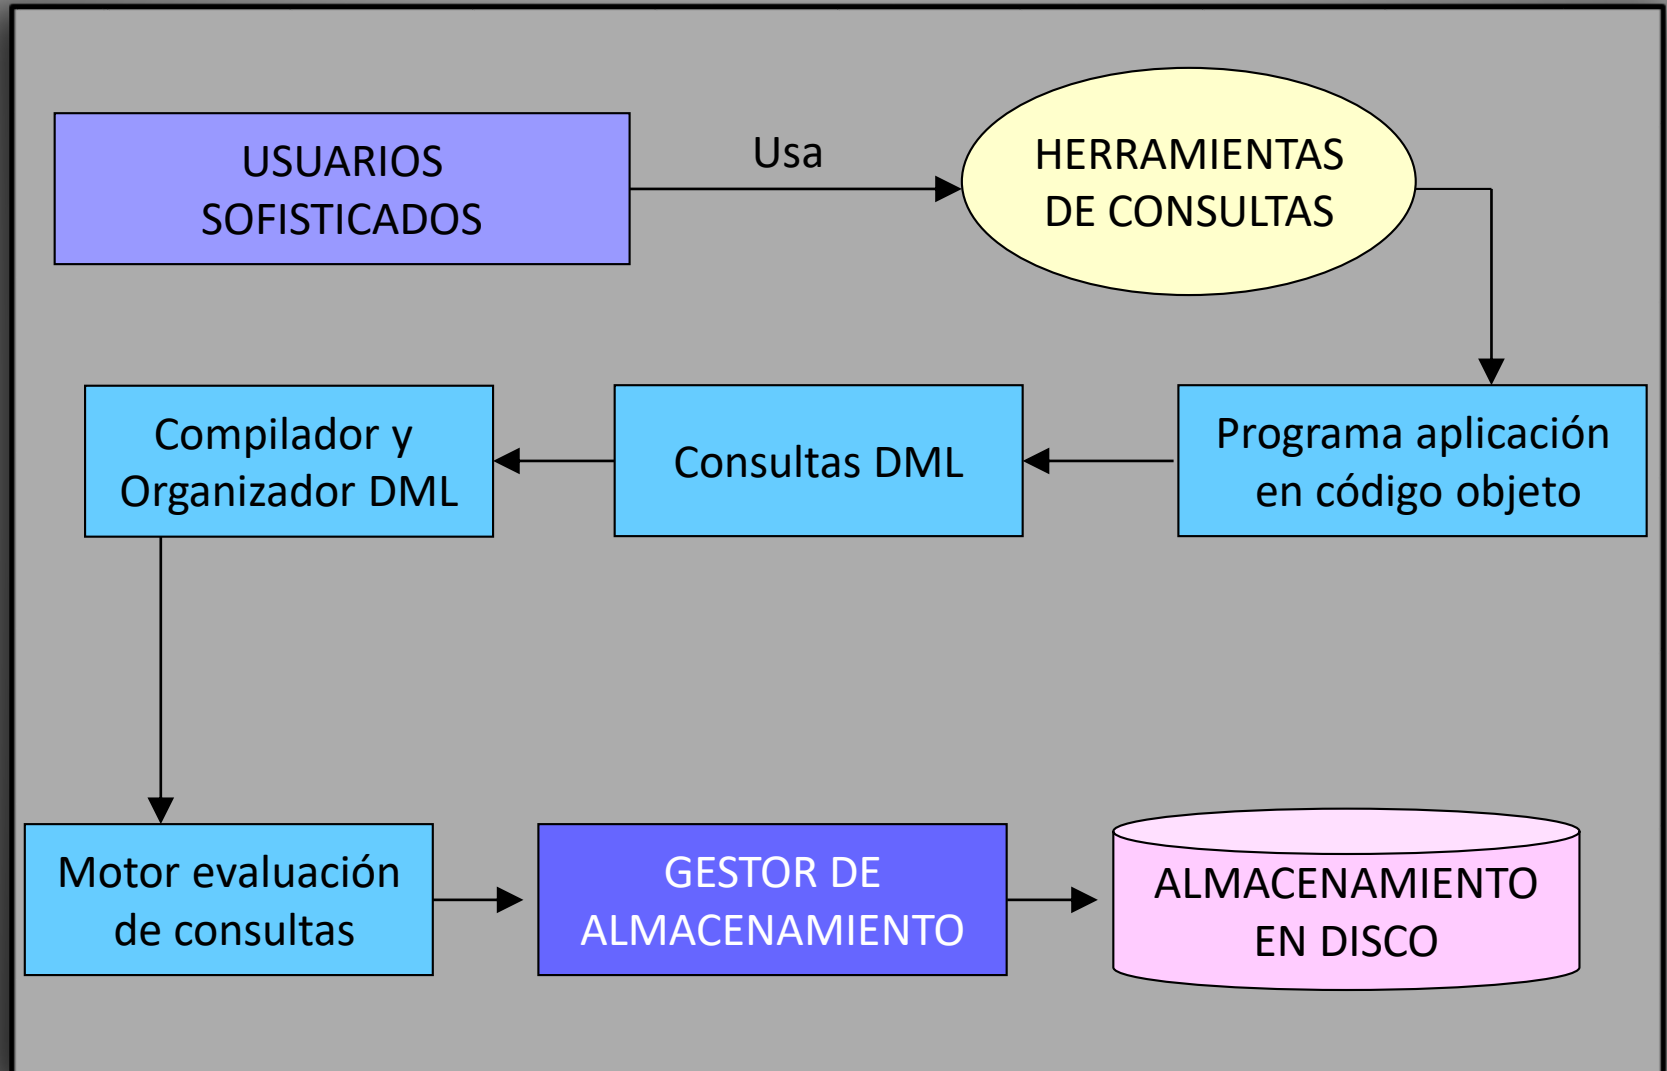 USUARIOS
SOFISTICADOS
Usa
HERRAMIENTAS
DE CONSULTAS
Programa aplicación
en código objeto
Consultas DML
Compilador y
Organizador DML
Motor evaluación
de consultas
GESTOR DE
ALMACENAMIENTO
ALMACENAMIENTO
EN DISCO